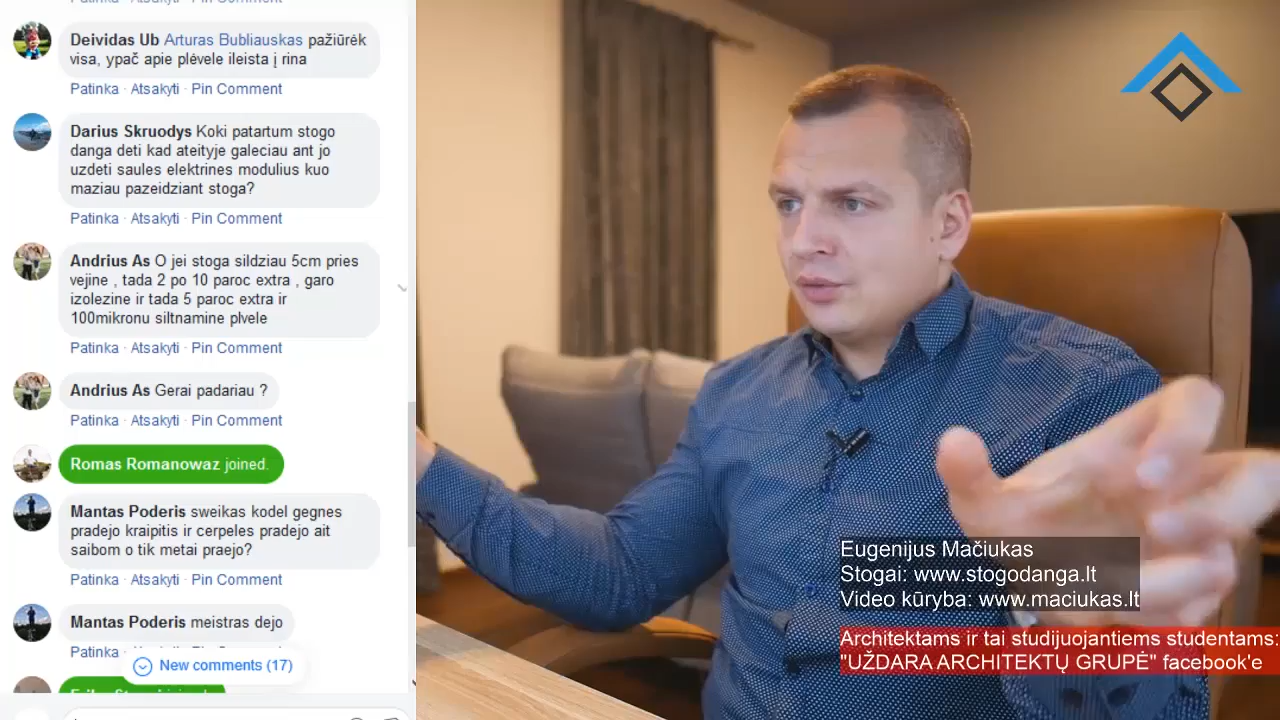 Patinka · Atsakyti · Pin Comment
Deividas Ub Arturas Bubliauskas pažiūrėk
visa, ypač apie plėvele ileista į rina
Patinka · Atsakyti · Pin Comment
Darius Skruodys Koki patartum stogo
danga deti kad ateityje galeciau ant jo
uzdeti saules elektrines modulius kuo
maziau pazeidziant stoga?
Patinka · Atsakyti · Pin Comment
Andrius As O jei stoga sildziau 5cm pries
vejine , tada 2 po 10 paroc extra , garo
izolezine ir tada 5 paroc extra ir
100mikronu siltnamine plvele
Patinka · Atsakyti · Pin Comment
Andrius As Gerai padariau ?
Patinka · Atsakyti · Pin Comment
Romas Romanowaz joined.
Mantas Poderis sweikas kodel gegnes
pradejo kraipitis ir cerpeles pradejo ait
saibom o tik metai praejo?
Patinka · Atsakyti · Pin Comment
Mantas Poderis meistras dejo
Patinka
New comments (17)
Eugenijus Mačiukas
Stogai: www.stogodanga.lt
Video kūryba: www.maciukas.lt
Architektams ir tai studijuojantiems studentams:
"UŽDARA ARCHITEKTŲ GRUPĖ" facebook'e